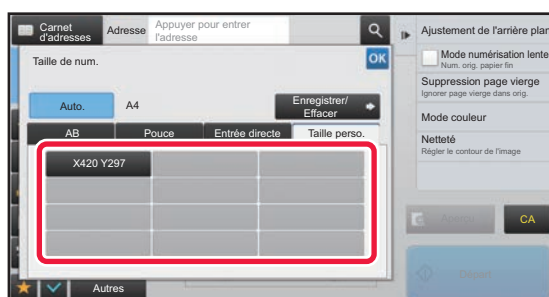 Carnet
d'adresses
Adresse
Appuyer pour entrer
l'adresse
Ajustement de l'arrière plan
Taille de num.
OK
Mode numérisation lente
Num. orig. papier fin
Suppression page vierge
Ignorer page vierge dans orig.
Auto.
A4
Enregistrer/
Effacer
Mode couleur
AB
Pouce
Entrée directe
Taille perso.
Netteté
Régler le contour de l'image
X420 Y297
Aperçu
CA
Autres
Départ